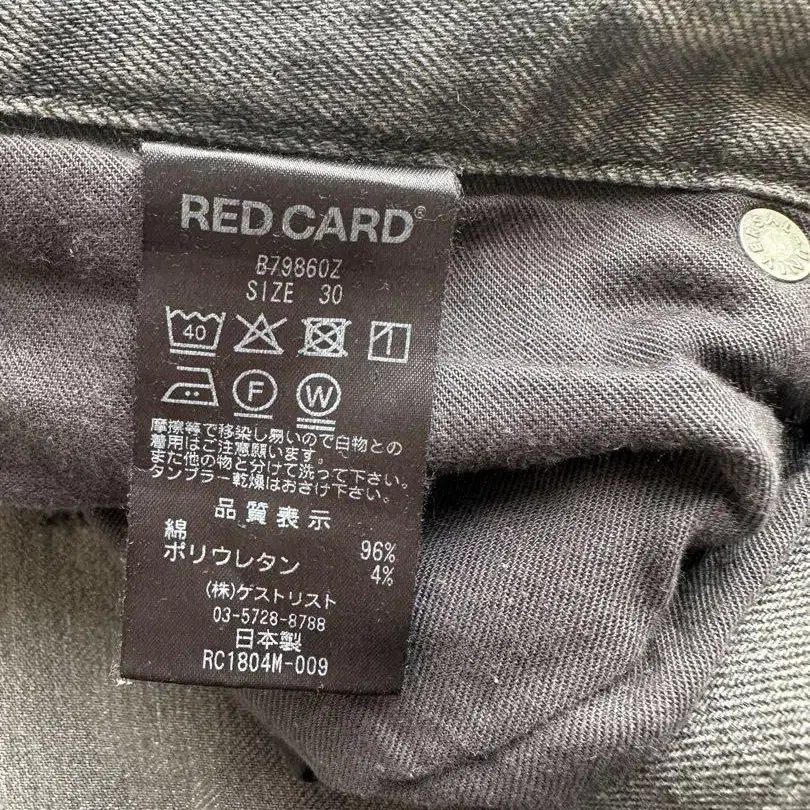 RED CARD®
B79860Z
SIZE 30
40
F W
摩擦等で移染し易いので白物との
着用はご注意願います。
また他の物と分けて洗って下さい。
タンブラー乾燥はおさけ下さい。
品質表示
綿 96%
ポリウレタン 4%
(株)ゲストリスト
03-5728-8788
日本製
RC1804M-009